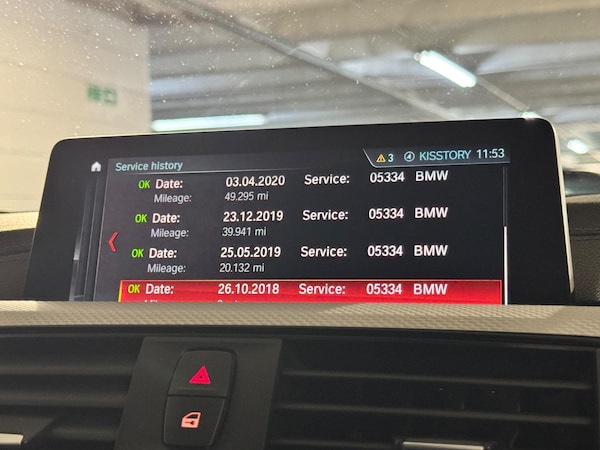 Service history
3 KISSTORY 11:53
OK Date: 03.04.2020 Service: 05334 BMW
Mileage: 49.295 mi
OK Date: 23.12.2019 Service: 05334 BMW
Mileage: 39.941 mi
OK Date: 25.05.2019 Service: 05334 BMW
Mileage: 20.132 mi
OK Date: 26.10.2018 Service: 05334 BMW